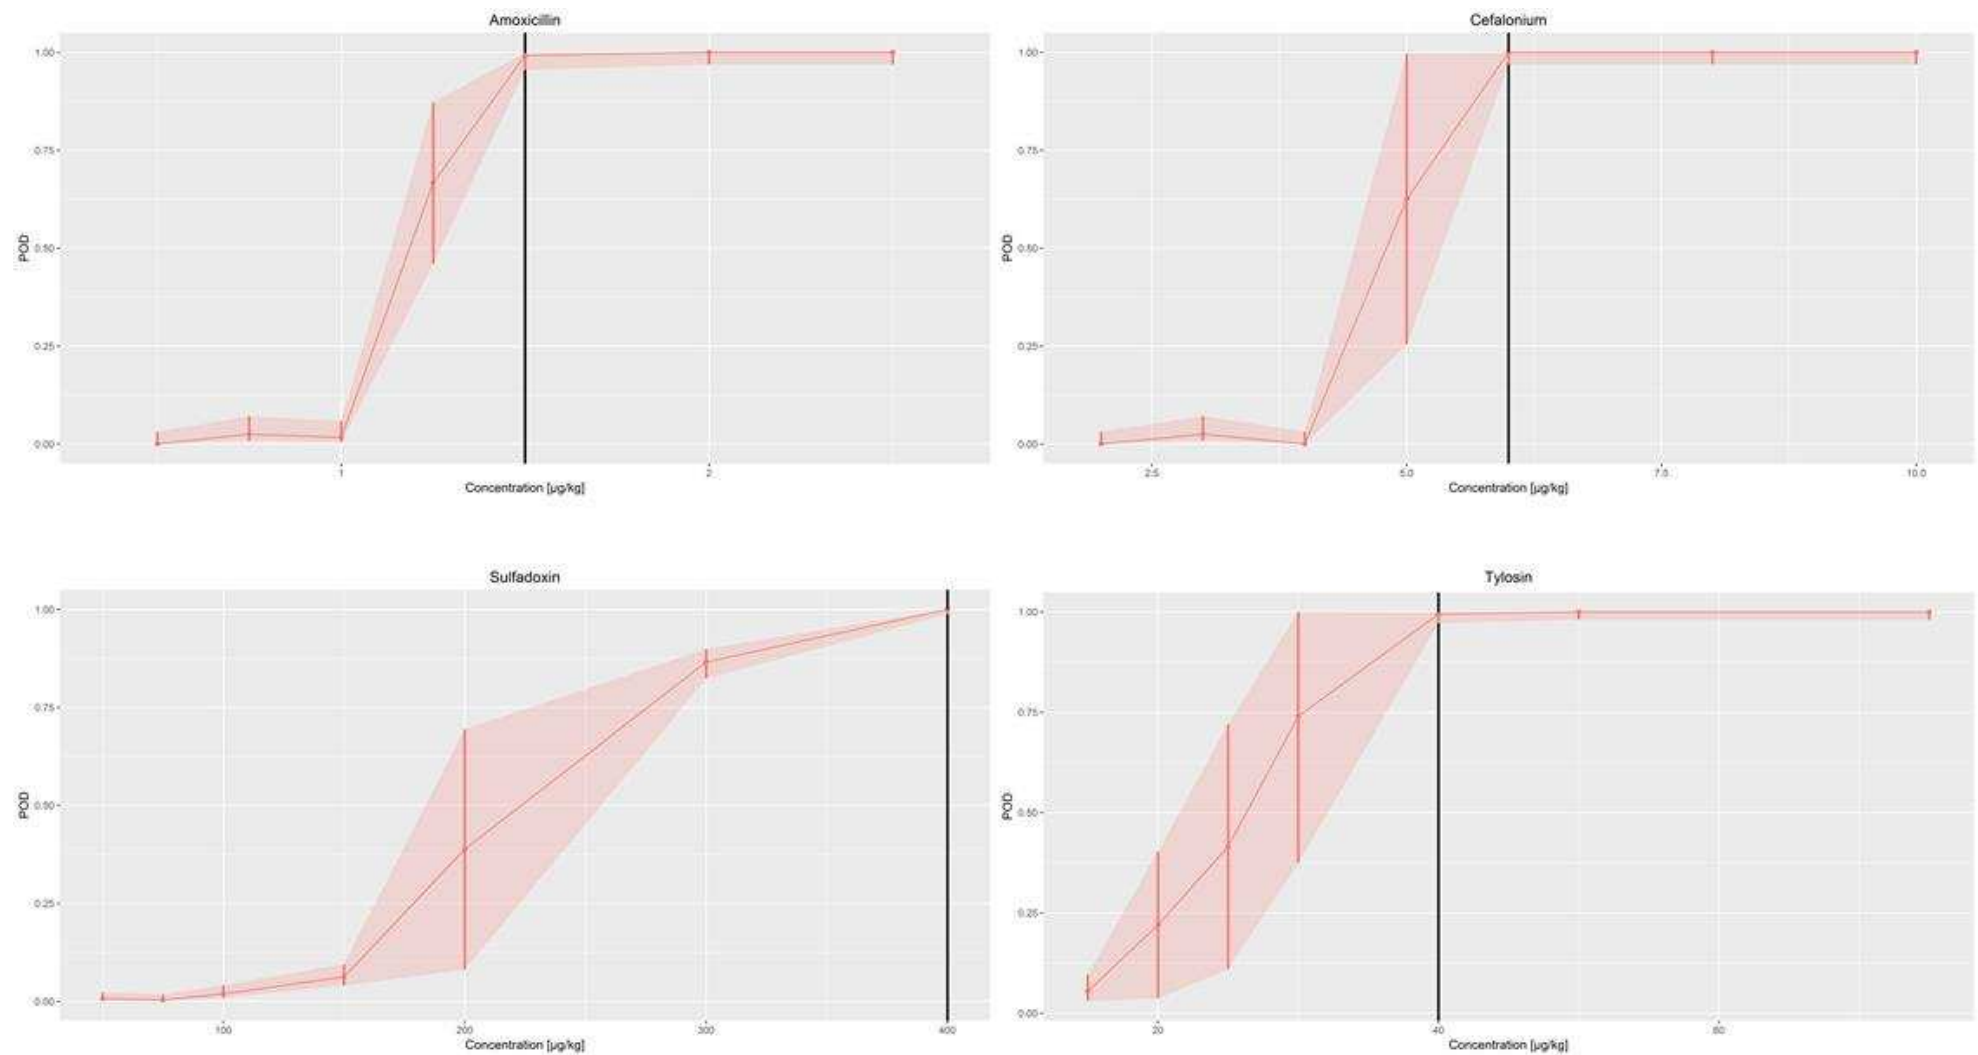 Amoxicillin
1.00
0.75
0.50
0.25
0.00
POD
1
2
Concentration [µg/kg]
Cefalonium
1.00
0.75
0.50
0.25
0.00
POD
2.5
5.0
7.5
10.0
Concentration [µg/kg]
Sulfadoxin
1.00
0.75
0.50
0.25
0.00
POD
100
200
300
400
Concentration [µg/kg]
Tylosin
1.00
0.75
0.50
0.25
0.00
POD
20
40
60
Concentration [µg/kg]